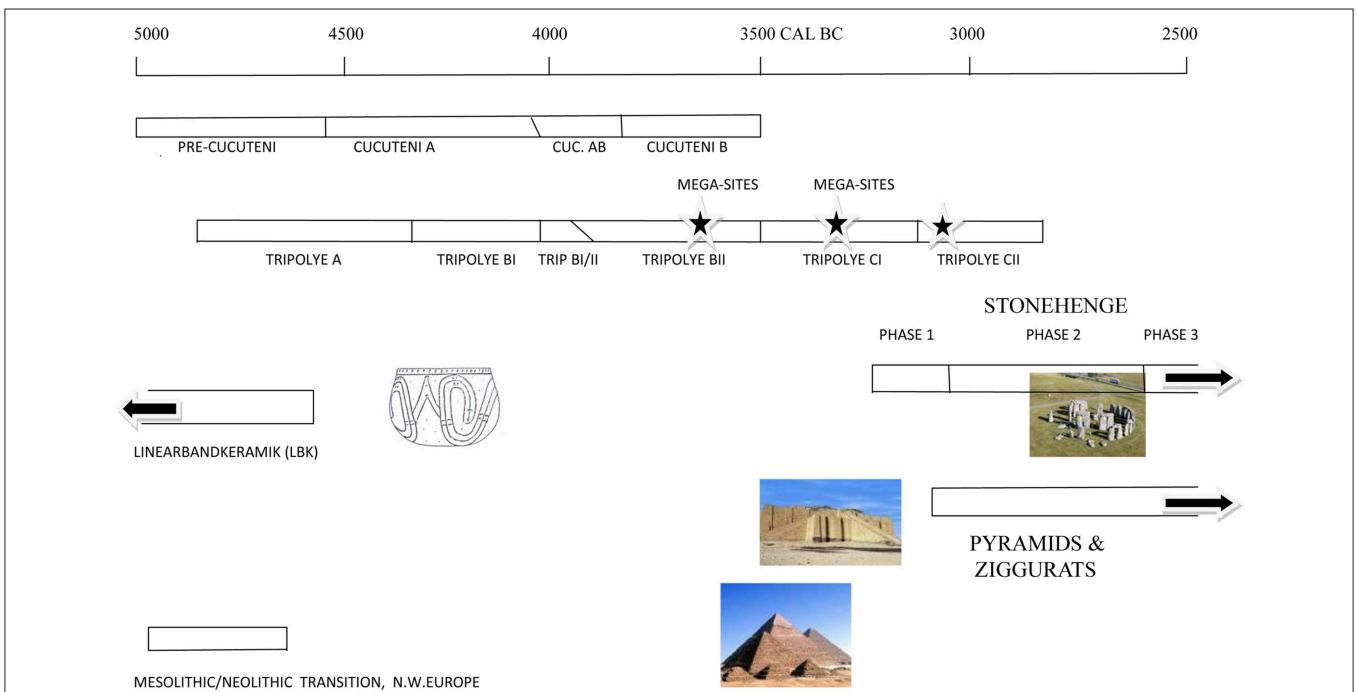 5000 4500 4000 3500 CAL BC 3000 2500
PRE-CUCUTENI CUCUTENI A CUC. AB CUCUTENI B
MEGA-SITES MEGA-SITES
TRIPOLYE A TRIPOLYE BI TRIP BI/II TRIPOLYE BII TRIPOLYE CI TRIPOLYE CII
STONEHENGE
PHASE 1 PHASE 2 PHASE 3
LINEARBANDKERAMIK (LBK)
PYRAMIDS &
ZIGGURATS
MESOLITHIC/NEOLITHIC TRANSITION, N.W.EUROPE